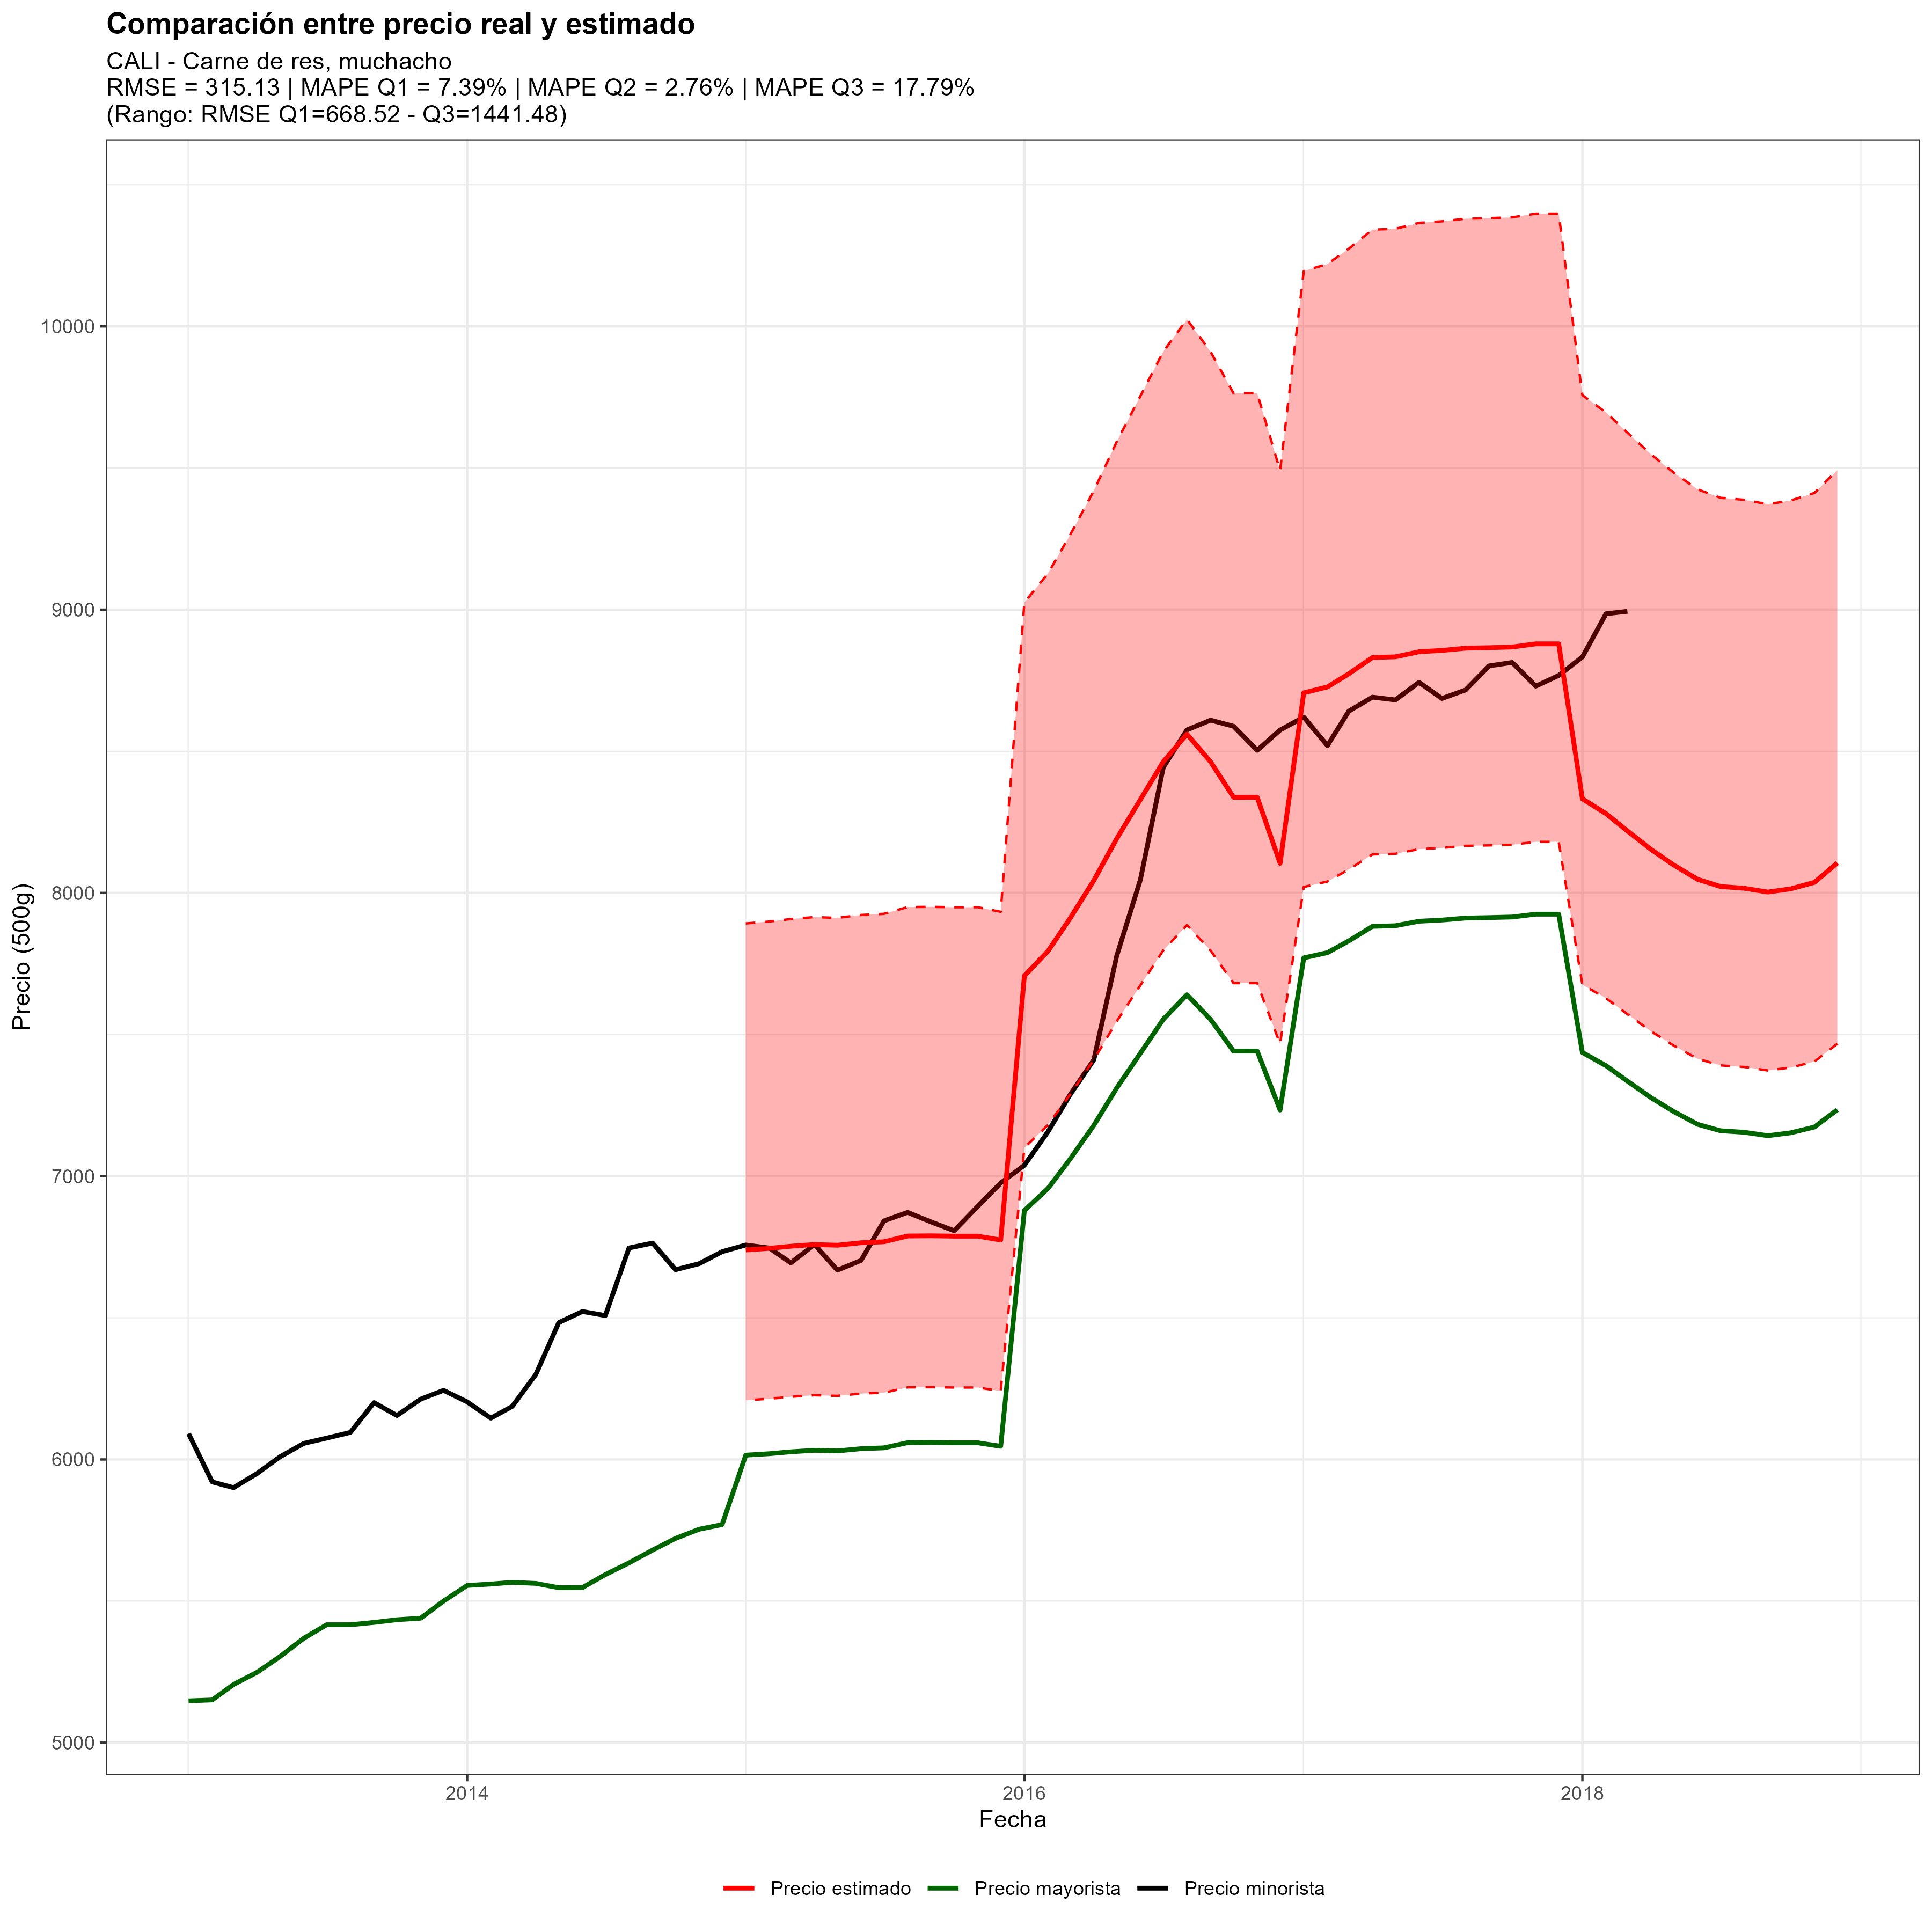 Comparación entre precio real y estimado
CALI - Carne de res, muchacho
RMSE = 315.13 | MAPE Q1 = 7.39% | MAPE Q2 = 2.76% | MAPE Q3 = 17.79%
(Rango: RMSE Q1=668.52 - Q3=1441.48)
10000
9000
8000
7000
6000
5000
Precio (500g)
2014
2016
2018
Fecha
Precio estimado
Precio mayorista
Precio minorista